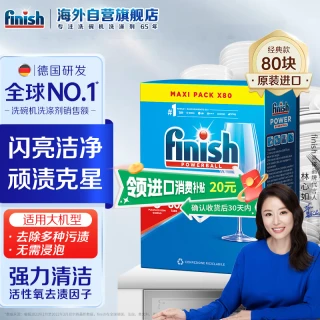 finish 海外自营旗舰店
专注洗碗机洗涤剂65年
德国研发
全球NO.1
洗碗机洗涤剂销售额
闪亮洁净
顽渍克星
适用大机型
去除多种污渍
无需浸泡
强力清洁
活性氧去渍因子
经典款
80块
原装进口
MAXI PACK X80
#1
finish
POWERBALL
finish
POWER
领进口消费补贴 20元
确认收货后30天内
林心如